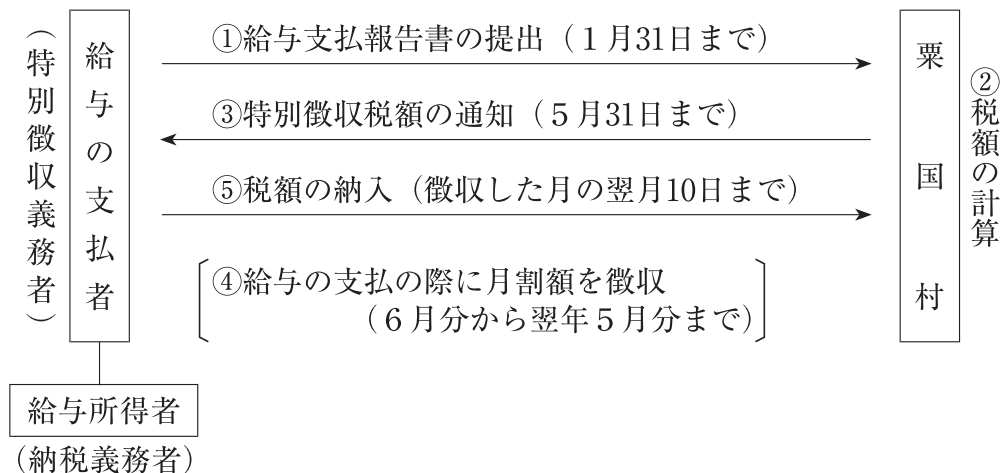 （特別徴収義務者）
給与の支払者
①給与支払報告書の提出（１月31日まで）
③特別徴収税額の通知（５月31日まで）
⑤税額の納入（徴収した月の翌月10日まで）
④給与の支払の際に月割額を徴収
（６月分から翌年５月分まで）
粟国村
②税額の計算
給与所得者
（納税義務者）